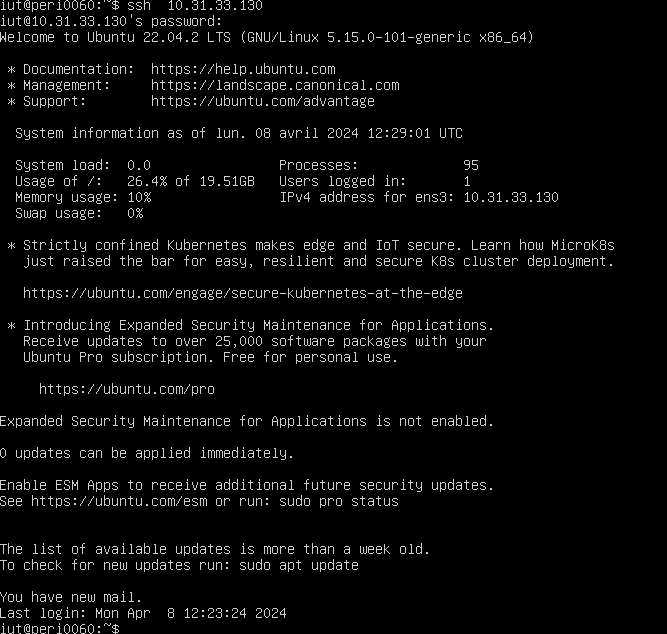 iut@peri0060:~$ ssh  10.31.33.130
iut@10.31.33.130's password:
Welcome to Ubuntu 22.04.2 LTS (GNU/Linux 5.15.0-101-generic x86_64)

 * Documentation:  https://help.ubuntu.com
 * Management:     https://landscape.canonical.com
 * Support:        https://ubuntu.com/advantage

  System information as of lun. 08 avril 2024 12:29:01 UTC

  System load:  0.0                Processes:             95
  Usage of /:   26.4% of 19.51GB   Users logged in:       1
  Memory usage: 10%                IPv4 address for ens3: 10.31.33.130
  Swap usage:   0%

 * Strictly confined Kubernetes makes edge and IoT secure. Learn how MicroK8s
   just raised the bar for easy, resilient and secure K8s cluster deployment.

   https://ubuntu.com/engage/secure-kubernetes-at-the-edge

 * Introducing Expanded Security Maintenance for Applications.
   Receive updates to over 25,000 software packages with your
   Ubuntu Pro subscription. Free for personal use.

     https://ubuntu.com/pro

Expanded Security Maintenance for Applications is not enabled.

0 updates can be applied immediately.

Enable ESM Apps to receive additional future security updates.
See https://ubuntu.com/esm or run: sudo pro status


The list of available updates is more than a week old.
To check for new updates run: sudo apt update

You have new mail.
Last login: Mon Apr  8 12:23:24 2024
iut@peri0060:~$